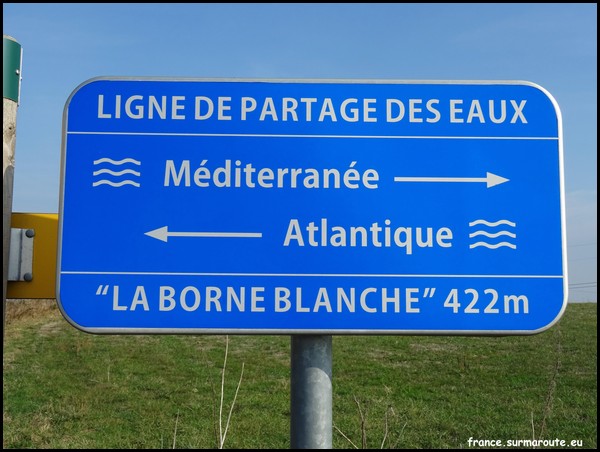 LIGNE DE PARTAGE DES EAUX
Méditerranée
Atlantique
“LA BORNE BLANCHE” 422m
france.surmaroute.eu